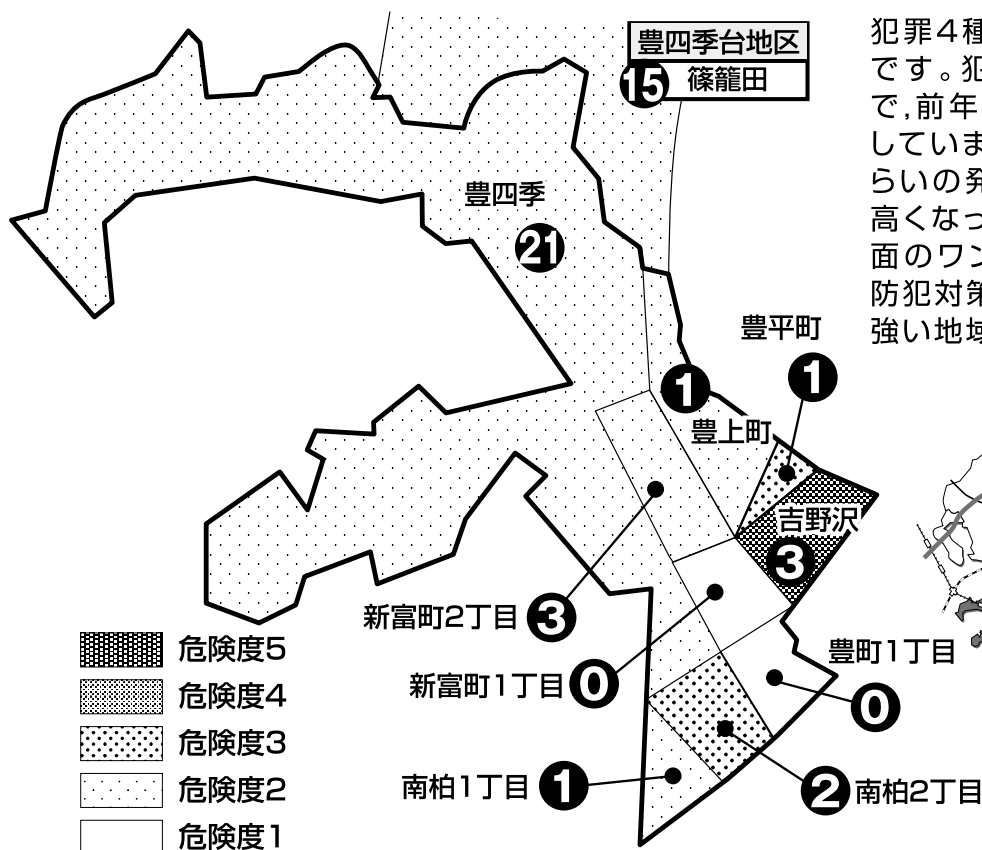 豊四季台地区
15 篠籠田
犯罪4種
です。犯
で,前年
していま
らいの発
高くなっ
面のワン
防犯対策
強い地域
豊四季
21
豊平町
1
1
豊上町
吉野沢
3
新富町2丁目 3
新富町1丁目 0
豊町1丁目
0
南柏1丁目 1
2 南柏2丁目
危険度5
危険度4
危険度3
危険度2
危険度1